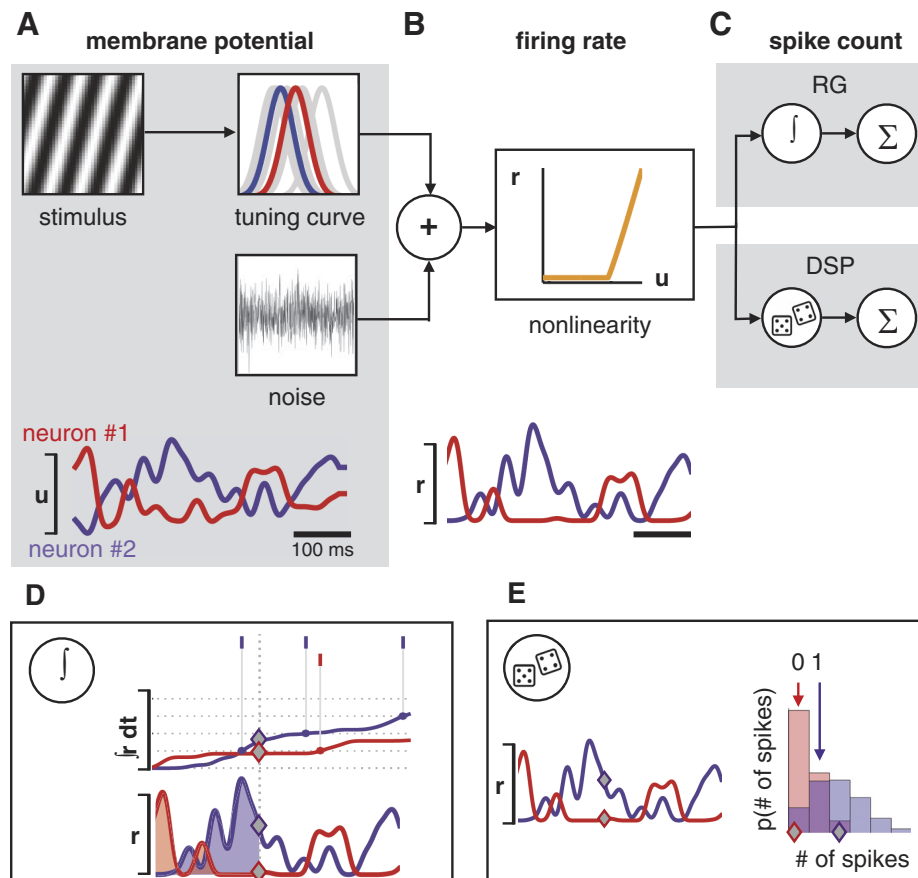 A
membrane potential
B
firing rate
C
spike count
stimulus
tuning curve
noise
+
r
u
nonlinearity
RG
∫
Σ
DSP
Σ
neuron #1
u
neuron #2
100 ms
r
D
∫
∫r dt
r
E
r
0 1
p(# of spikes)
# of spikes